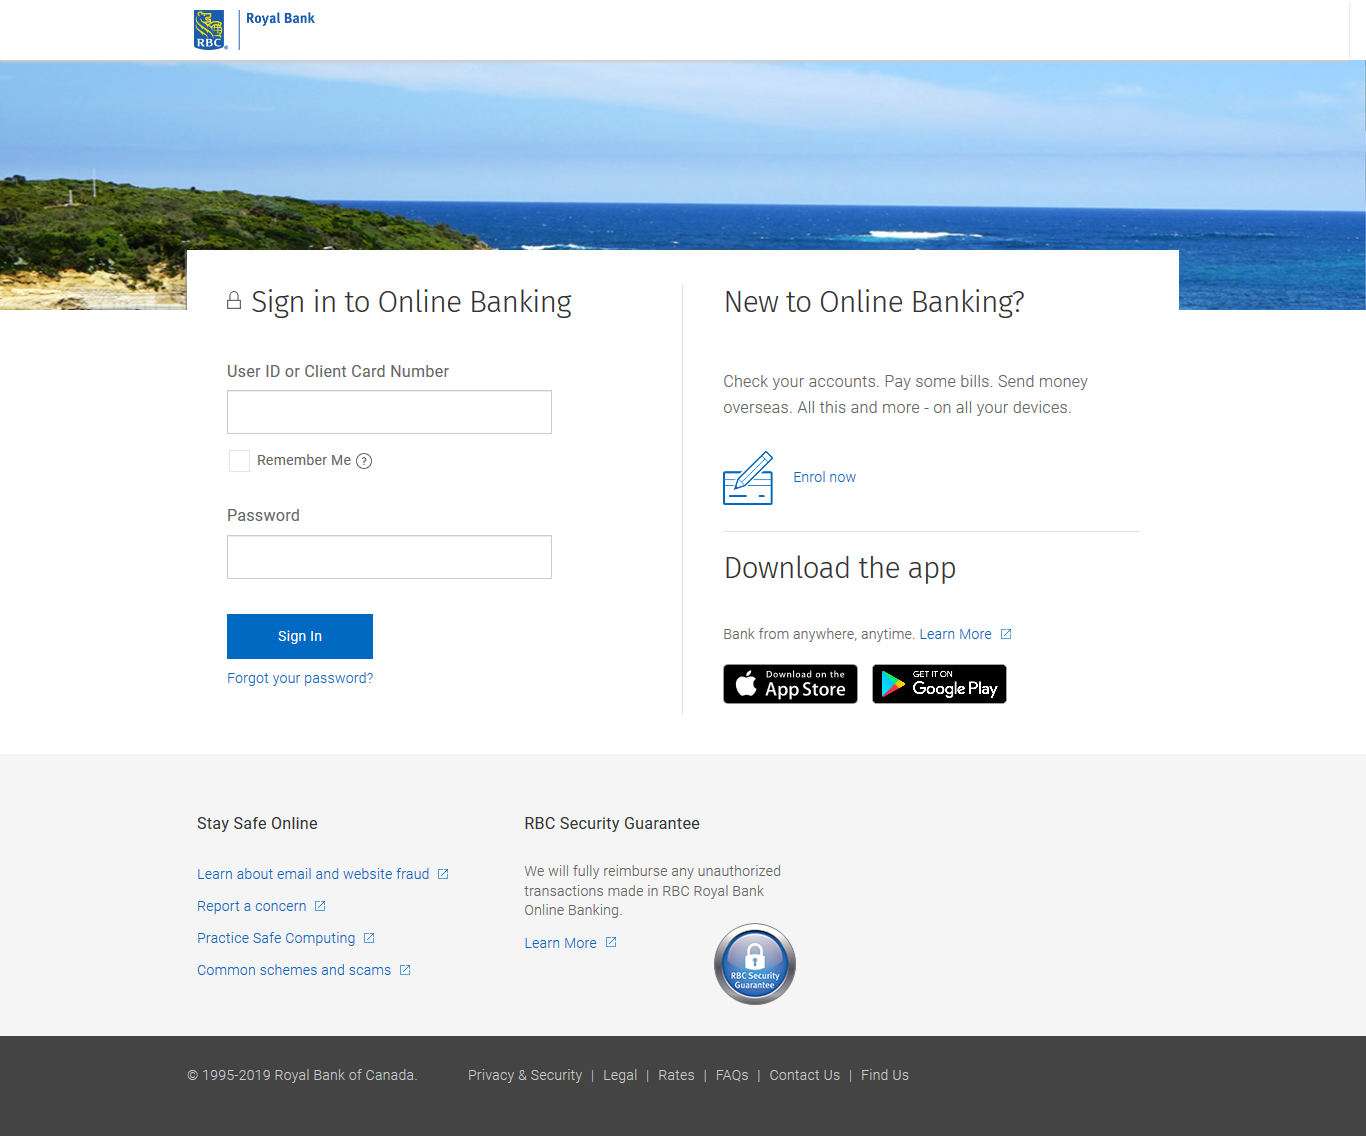 RBC
®
Royal Bank
Sign in to Online Banking
User ID or Client Card Number
Remember Me ?
Password
Sign In
Forgot your password?
New to Online Banking?
Check your accounts. Pay some bills. Send money
overseas. All this and more - on all your devices.
Enrol now
Download the app
Bank from anywhere, anytime. Learn More
Download on the
App Store
GET IT ON
Google Play
Stay Safe Online
Learn about email and website fraud
Report a concern
Practice Safe Computing
Common schemes and scams
RBC Security Guarantee
We will fully reimburse any unauthorized
transactions made in RBC Royal Bank
Online Banking.
Learn More
RBC Security
Guarantee
© 1995-2019 Royal Bank of Canada.
Privacy & Security | Legal | Rates | FAQs | Contact Us | Find Us